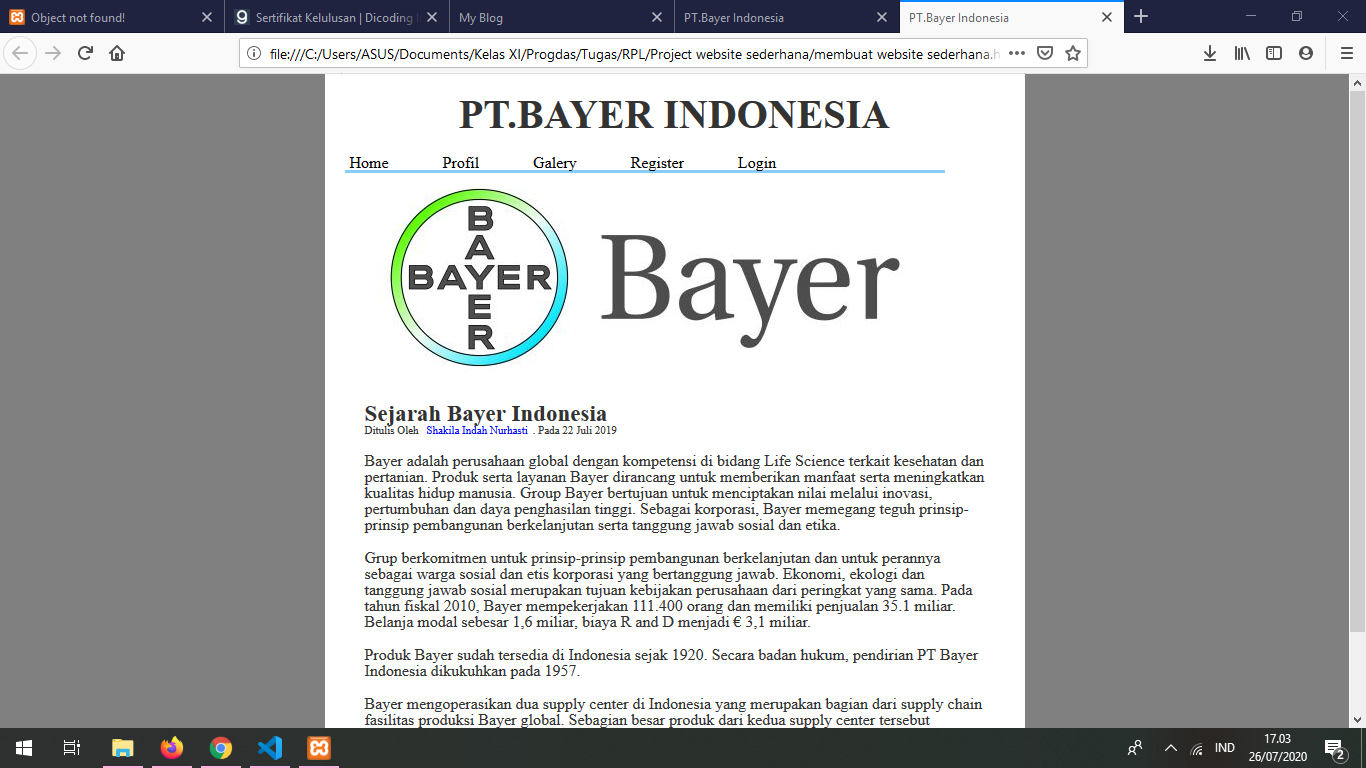 Object not found!
Sertifikat Kelulusan | Dicoding
My Blog
PT.Bayer Indonesia
PT.Bayer Indonesia
file:///C:/Users/ASUS/Documents/Kelas XI/Progdas/Tugas/RPL/Project website sederhana/membuat website sederhana.h
PT.BAYER INDONESIA
Home Profil Galery Register Login
BAYER
BAYER
Bayer
Sejarah Bayer Indonesia
Ditulis Oleh Shakila Indah Nurhasti . Pada 22 Juli 2019
Bayer adalah perusahaan global dengan kompetensi di bidang Life Science terkait kesehatan dan
pertanian. Produk serta layanan Bayer dirancang untuk memberikan manfaat serta meningkatkan
kualitas hidup manusia. Group Bayer bertujuan untuk menciptakan nilai melalui inovasi,
pertumbuhan dan daya penghasilan tinggi. Sebagai korporasi, Bayer memegang teguh prinsip-
prinsip pembangunan berkelanjutan serta tanggung jawab sosial dan etika.
Grup berkomitmen untuk prinsip-prinsip pembangunan berkelanjutan dan untuk perannya
sebagai warga sosial dan etis korporasi yang bertanggung jawab. Ekonomi, ekologi dan
tanggung jawab sosial merupakan tujuan kebijakan perusahaan dari peringkat yang sama. Pada
tahun fiskal 2010, Bayer mempekerjakan 111.400 orang dan memiliki penjualan 35.1 miliar.
Belanja modal sebesar 1,6 miliar, biaya R and D menjadi € 3,1 miliar.
Produk Bayer sudah tersedia di Indonesia sejak 1920. Secara badan hukum, pendirian PT Bayer
Indonesia dikukuhkan pada 1957.
Bayer mengoperasikan dua supply center di Indonesia yang merupakan bagian dari supply chain
fasilitas produksi Bayer global. Sebagian besar produk dari kedua supply center tersebut
IND
17.03
26/07/2020
2